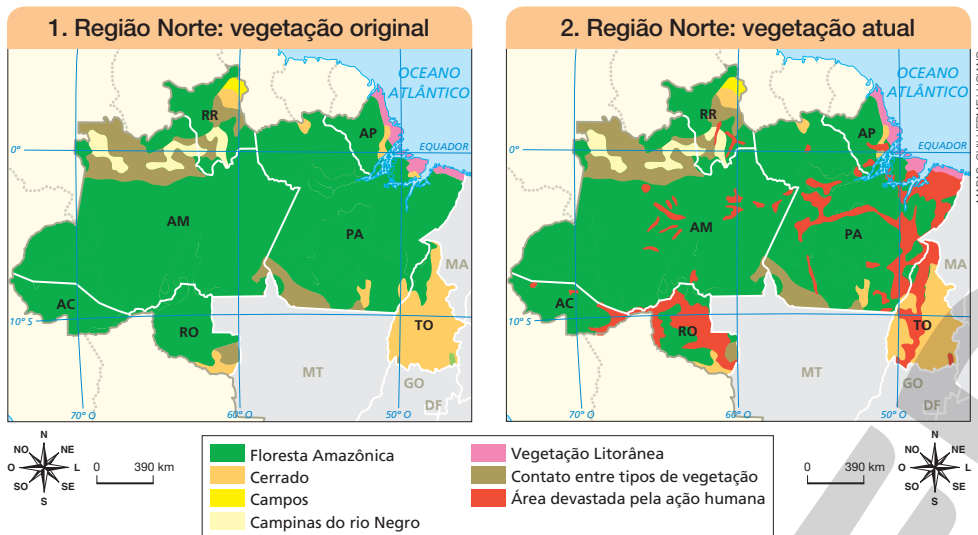 1. Região Norte: vegetação original
OCEANO
ATLÂNTICO
RR
AP
0°
EQUADOR
AM
PA
MA
AC
10° S
RO
TO
MT
GO
DF
70° O
60° O
50° O
2. Região Norte: vegetação atual
OCEANO
ATLÂNTICO
RR
AP
0°
EQUADOR
AM
PA
MA
AC
10° S
RO
TO
MT
GO
DF
70° O
60° O
50° O
N
NO NE
O L
SO SE
S
0 390 km
Floresta Amazônica
Cerrado
Campos
Campinas do rio Negro
Vegetação Litorânea
Contato entre tipos de vegetação
Área devastada pela ação humana
0 390 km
N
NO NE
O L
SO SE
S